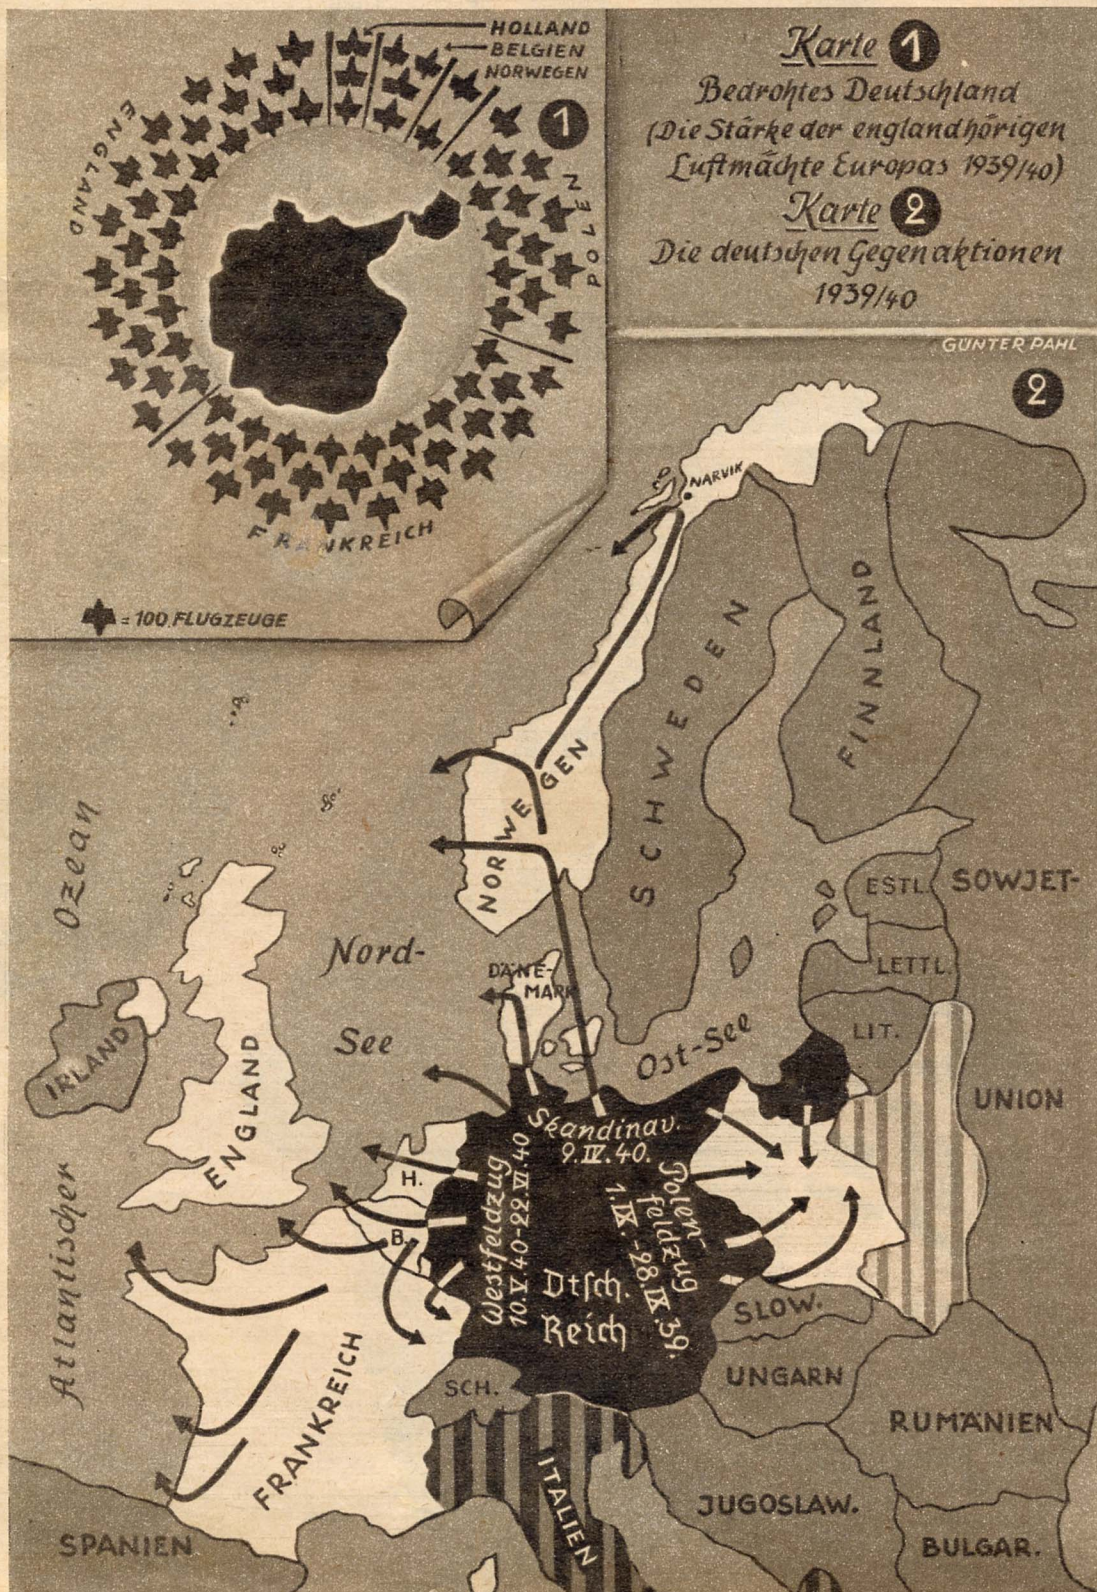 HOLLAND
BELGIEN
NORWEGEN
1
ENGLAND
POLEN
FRANKREICH
= 100 FLUGZEUGE
Karte 1
Bedrohtes Deutschland
(Die Stärke der englandhörigen
Luftmächte Europas 1939/40)
Karte 2
Die deutschen Gegenaktionen
1939/40
GÜNTER PAHL
2
NARVIK
SCHWEDEN
FINNLAND
NORWEGEN
Ozean
Atlantischer
Nord-
See
DÄNE-
MARK
Ost-See
ESTL.
SOWJET-
LETTL.
LIT.
UNION
IRLAND
ENGLAND
H.
B.
Skandinav.
9.IV.40.
Westfeldzug
10.V.40-22.VI.40
Polen-
feldzug
1.IX.-28.IX.39.
Dtsch.
Reich
SLOW.
SCH.
UNGARN
RUMÄNIEN
FRANKREICH
ITALIEN
JUGOSLAW.
SPANIEN
BULGAR.